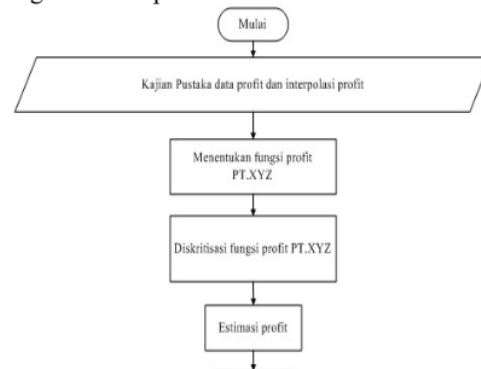 Mulai
Kajian Pustaka data profit dan interpolasi profit
Menentukan fungsi profit
PT.XYZ
Diskritisasi fungsi profit PT.XYZ
Estimasi profit